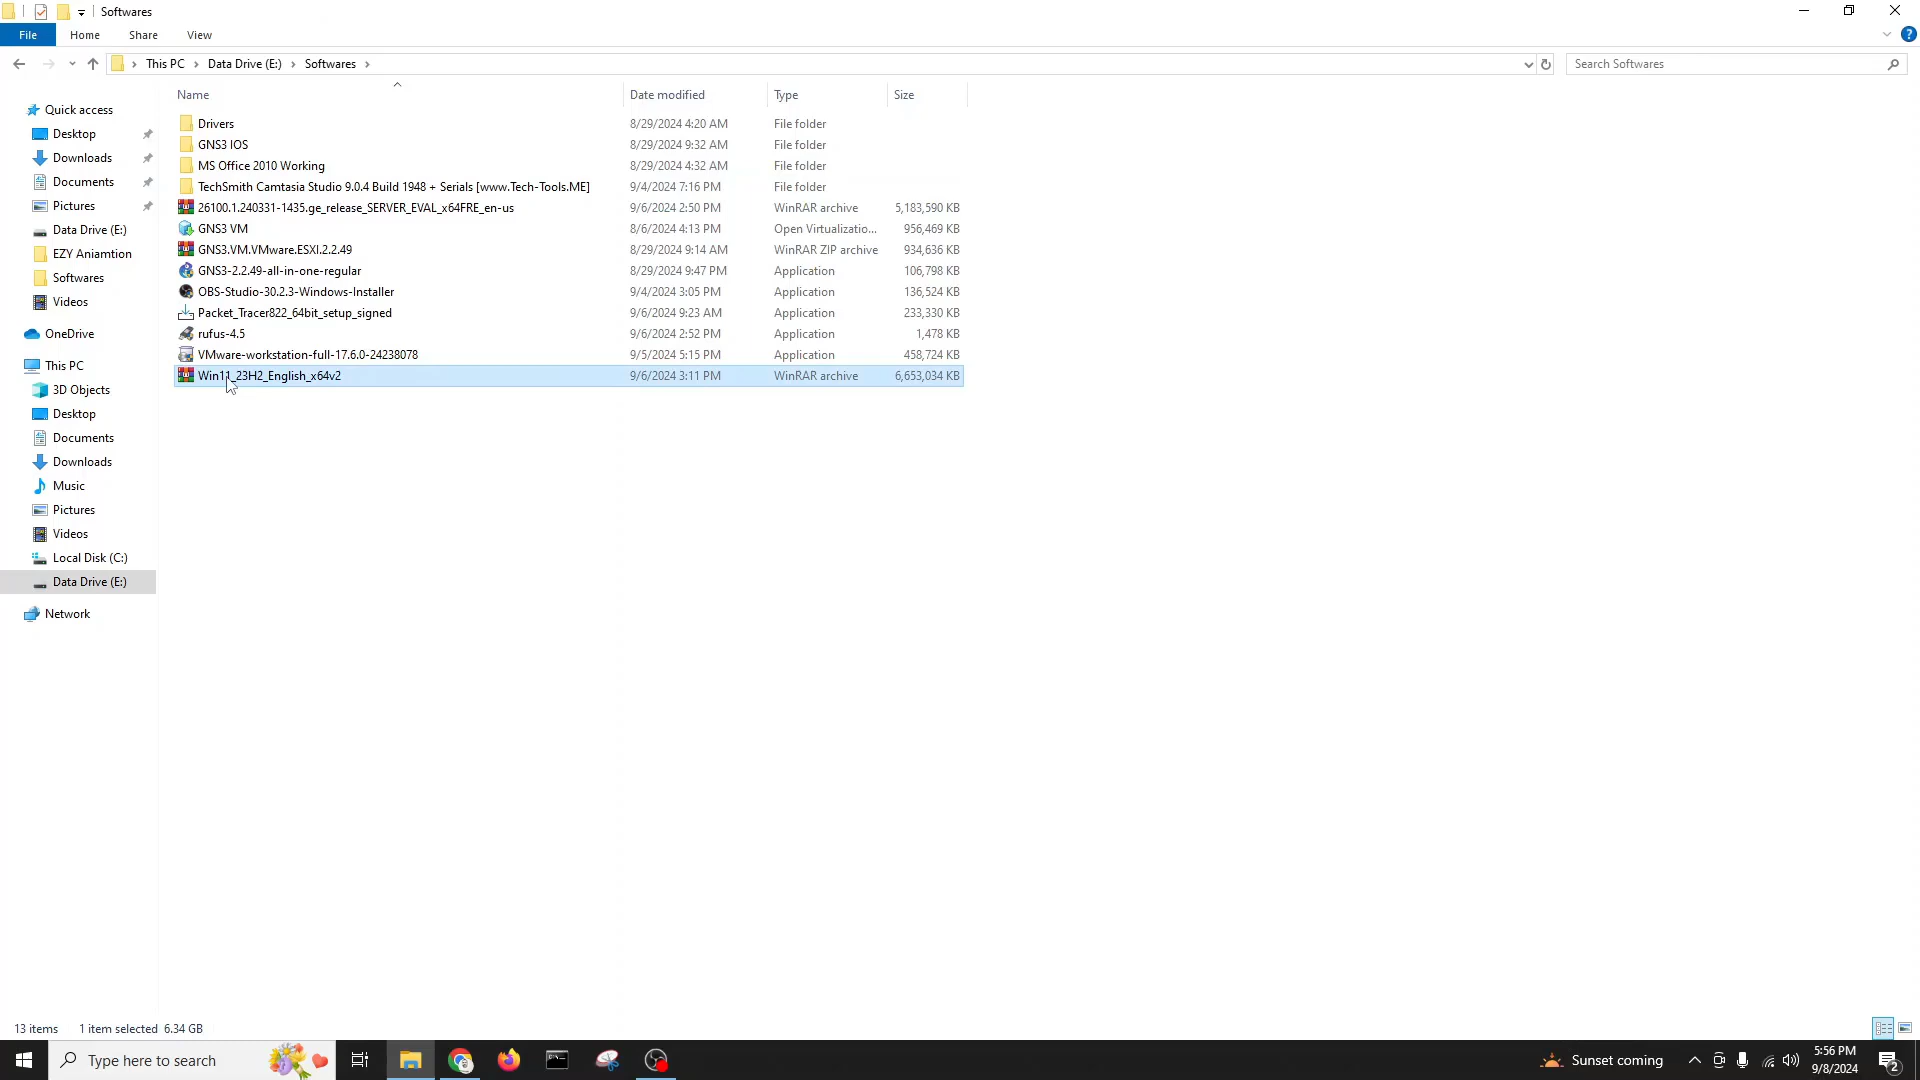 Softwares
File Home Share View
This PC Data Drive (E:) Softwares Search Softwares
Name Date modified Type Size
Drivers 8/29/2024 4:20 AM File folder
GNS3 IOS 8/29/2024 9:32 AM File folder
MS Office 2010 Working 8/29/2024 4:32 AM File folder
TechSmith Camtasia Studio 9.0.4 Build 1948 + Serials [www.Tech-Tools.ME] 9/4/2024 7:16 PM File folder
26100.1.240331-1435.ge_release_SERVER_EVAL_x64FRE_en-us 9/6/2024 2:50 PM WinRAR archive 5,183,590 KB
GNS3 VM 8/6/2024 4:13 PM Open Virtualizatio... 956,469 KB
GNS3.VM.VMware.ESXI.2.2.49 8/29/2024 9:14 AM WinRAR ZIP archive 934,636 KB
GNS3-2.2.49-all-in-one-regular 8/29/2024 9:47 PM Application 106,798 KB
OBS-Studio-30.2.3-Windows-Installer 9/4/2024 3:05 PM Application 136,524 KB
Packet_Tracer822_64bit_setup_signed 9/6/2024 9:23 AM Application 233,330 KB
rufus-4.5 9/6/2024 2:52 PM Application 1,478 KB
VMware-workstation-full-17.6.0-24238078 9/5/2024 5:15 PM Application 458,724 KB
Win11_23H2_English_x64v2 9/6/2024 3:11 PM WinRAR archive 6,653,034 KB
Quick access
Desktop
Downloads
Documents
Pictures
Data Drive (E:)
EZY Aniamtion
Softwares
Videos
OneDrive
This PC
3D Objects
Desktop
Documents
Downloads
Music
Pictures
Videos
Local Disk (C:)
Data Drive (E:)
Network
13 items 1 item selected 6.34 GB
Type here to search
Sunset coming
5:56 PM
9/8/2024
2